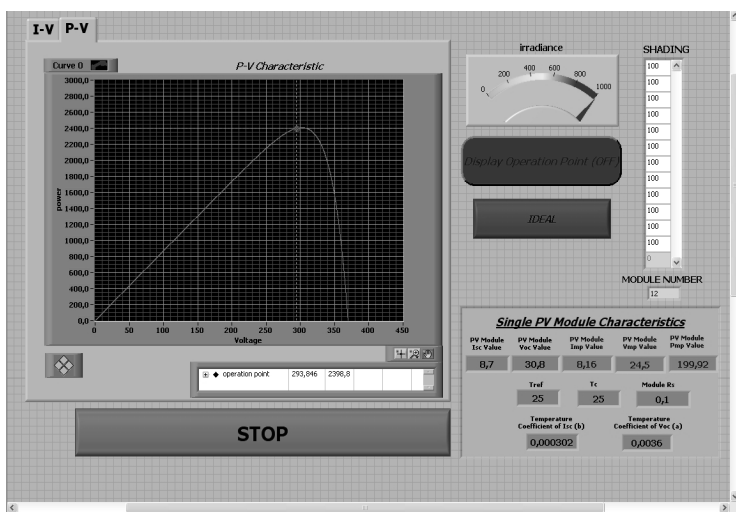 I-V P-V
Curve 0
P-V Characteristic
3000,0
2800,0
2600,0
2400,0
2200,0
2000,0
1800,0
1600,0
1400,0
1200,0
1000,0
800,0
600,0
400,0
200,0
0,0
power
0 50 100 150 200 250 300 350 400 450
Voltage
operation point 293,846 2398,8
STOP
irradiance
0 200 400 600 800 1000
Display Operation Point (OFF)
IDEAL
SHADING
100
100
100
100
100
100
100
100
100
100
100
100
0
MODULE NUMBER
12
Single PV Module Characteristics
PV Module Isc Value
PV Module Voc Value
PV Module Imp Value
PV Module Vmp Value
PV Module Pmp Value
8,7 30,8 8,16 24,5 199,92
Tref Tc Module Rs
25 25 0,1
Temperature Coefficient of Isc (b)
Temperature Coefficient of Voc (a)
0,000302 0,0036